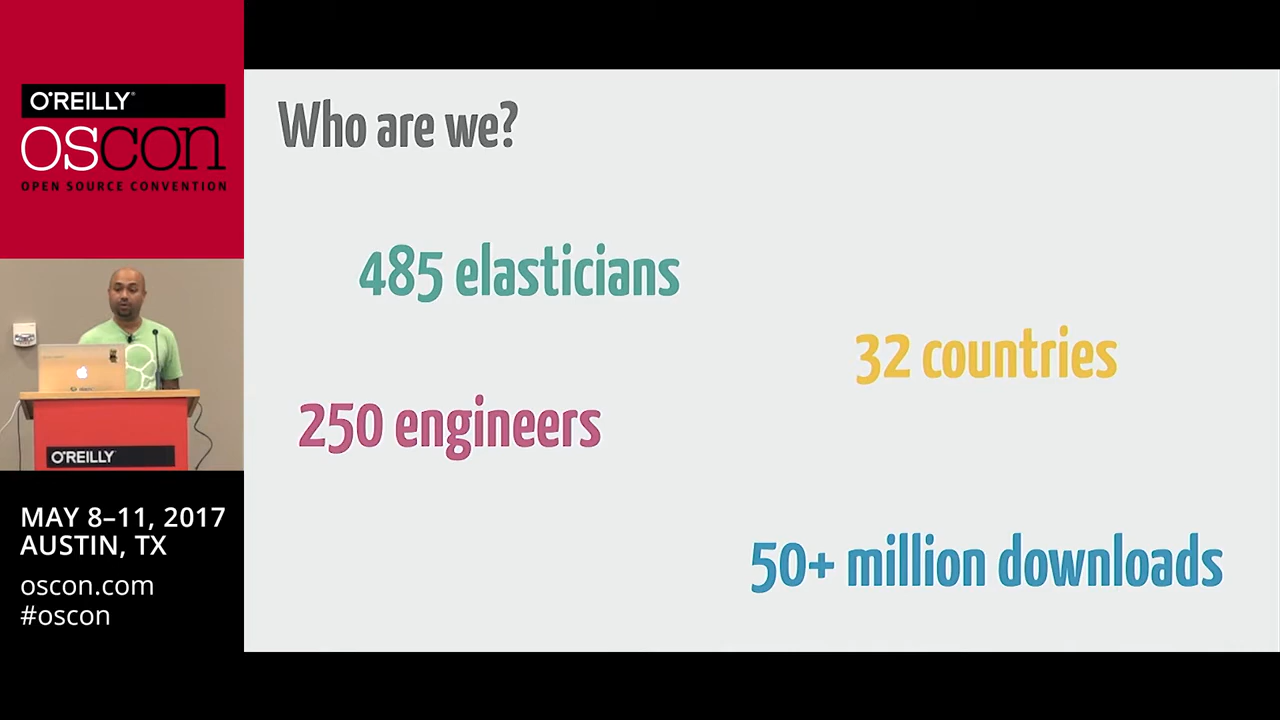 O'REILLY®
OSCON
OPEN SOURCE CONVENTION
O'REILLY
MAY 8–11, 2017
AUSTIN, TX
oscon.com
#oscon
Who are we?
485 elasticians
32 countries
250 engineers
50+ million downloads